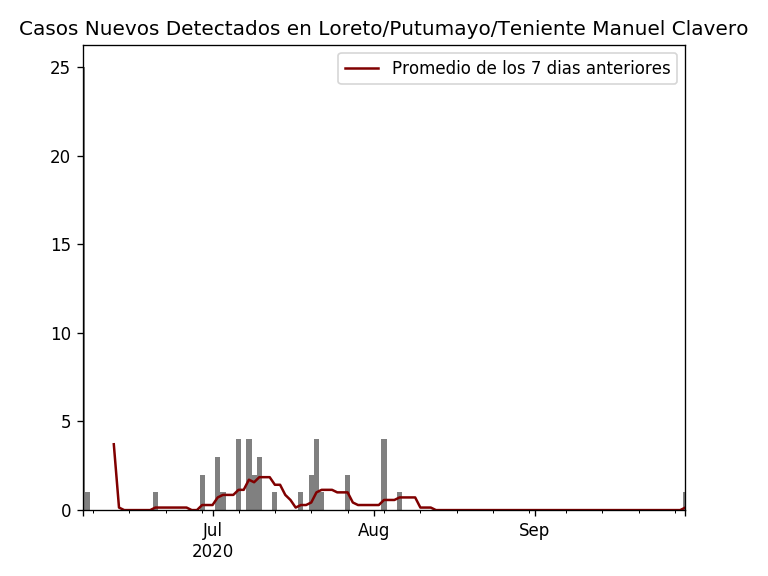 Casos Nuevos Detectados en Loreto/Putumayo/Teniente Manuel Clavero
Promedio de los 7 dias anteriores
25
20
15
10
5
0
Jul
2020
Aug
Sep